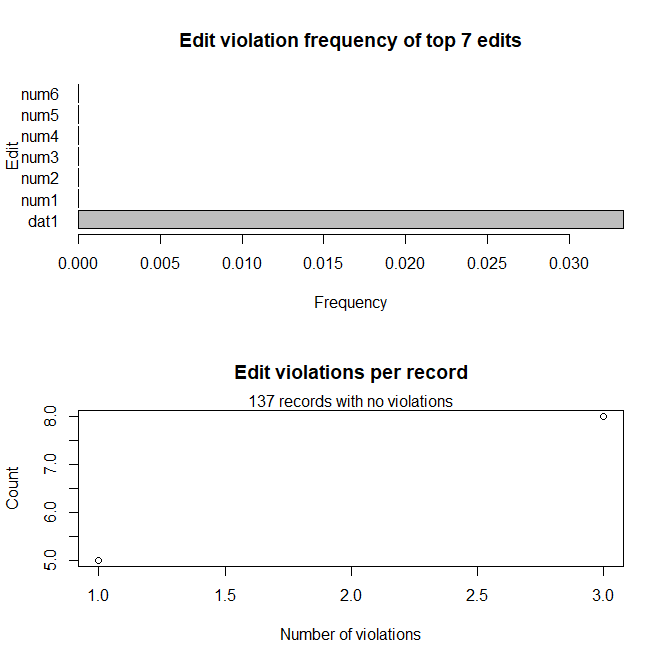 Edit violation frequency of top 7 edits
Edit
num6
num5
num4
num3
num2
num1
dat1
0.000 0.005 0.010 0.015 0.020 0.025 0.030
Frequency
Edit violations per record
137 records with no violations
Count
8.0
7.0
6.0
5.0
1.0 1.5 2.0 2.5 3.0
Number of violations